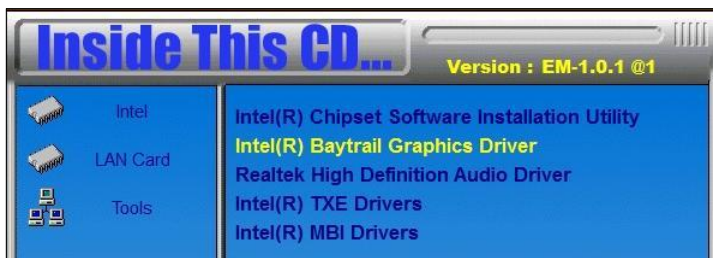 Inside This CD...
Version : EM-1.0.1 @1
Intel
LAN Card
Tools
Intel(R) Chipset Software Installation Utility
Intel(R) Baytrail Graphics Driver
Realtek High Definition Audio Driver
Intel(R) TXE Drivers
Intel(R) MBI Drivers